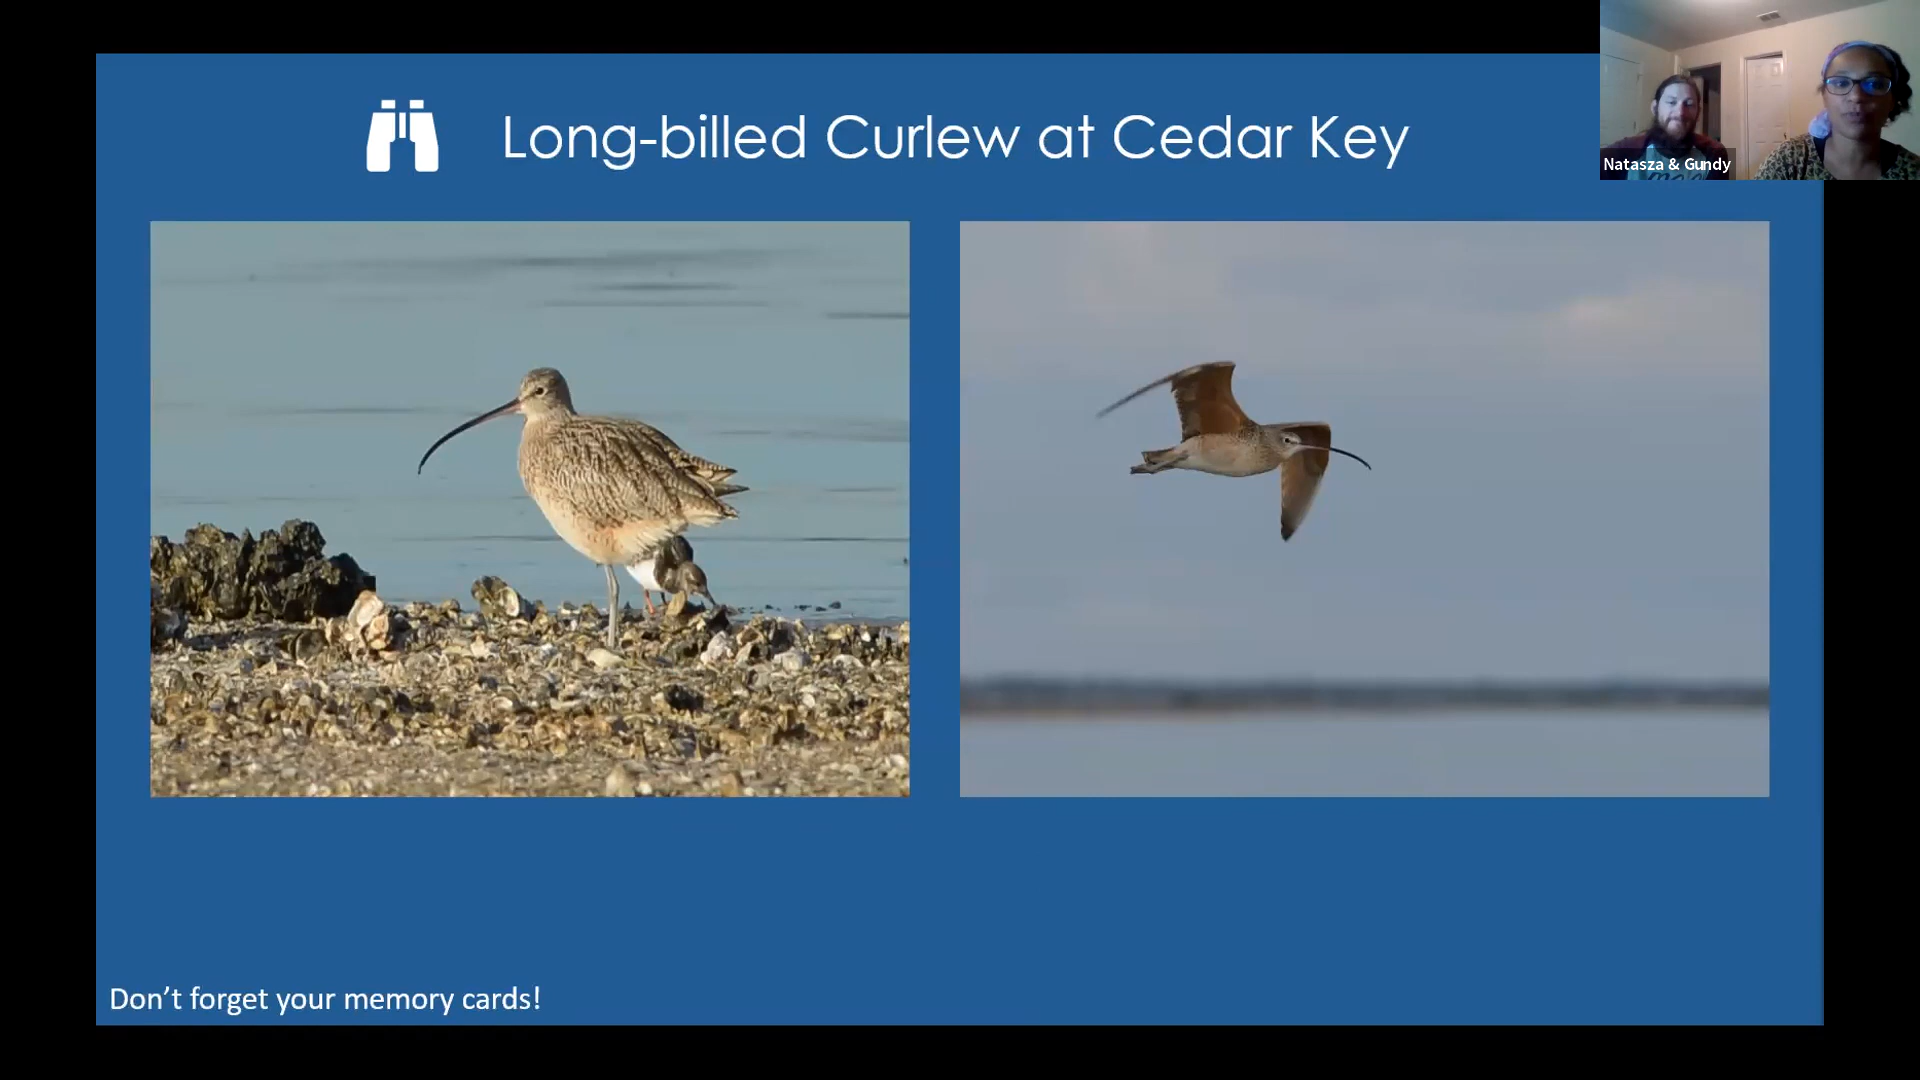 Long-billed Curlew at Cedar Key
Natasza & Gundy
Don't forget your memory cards!